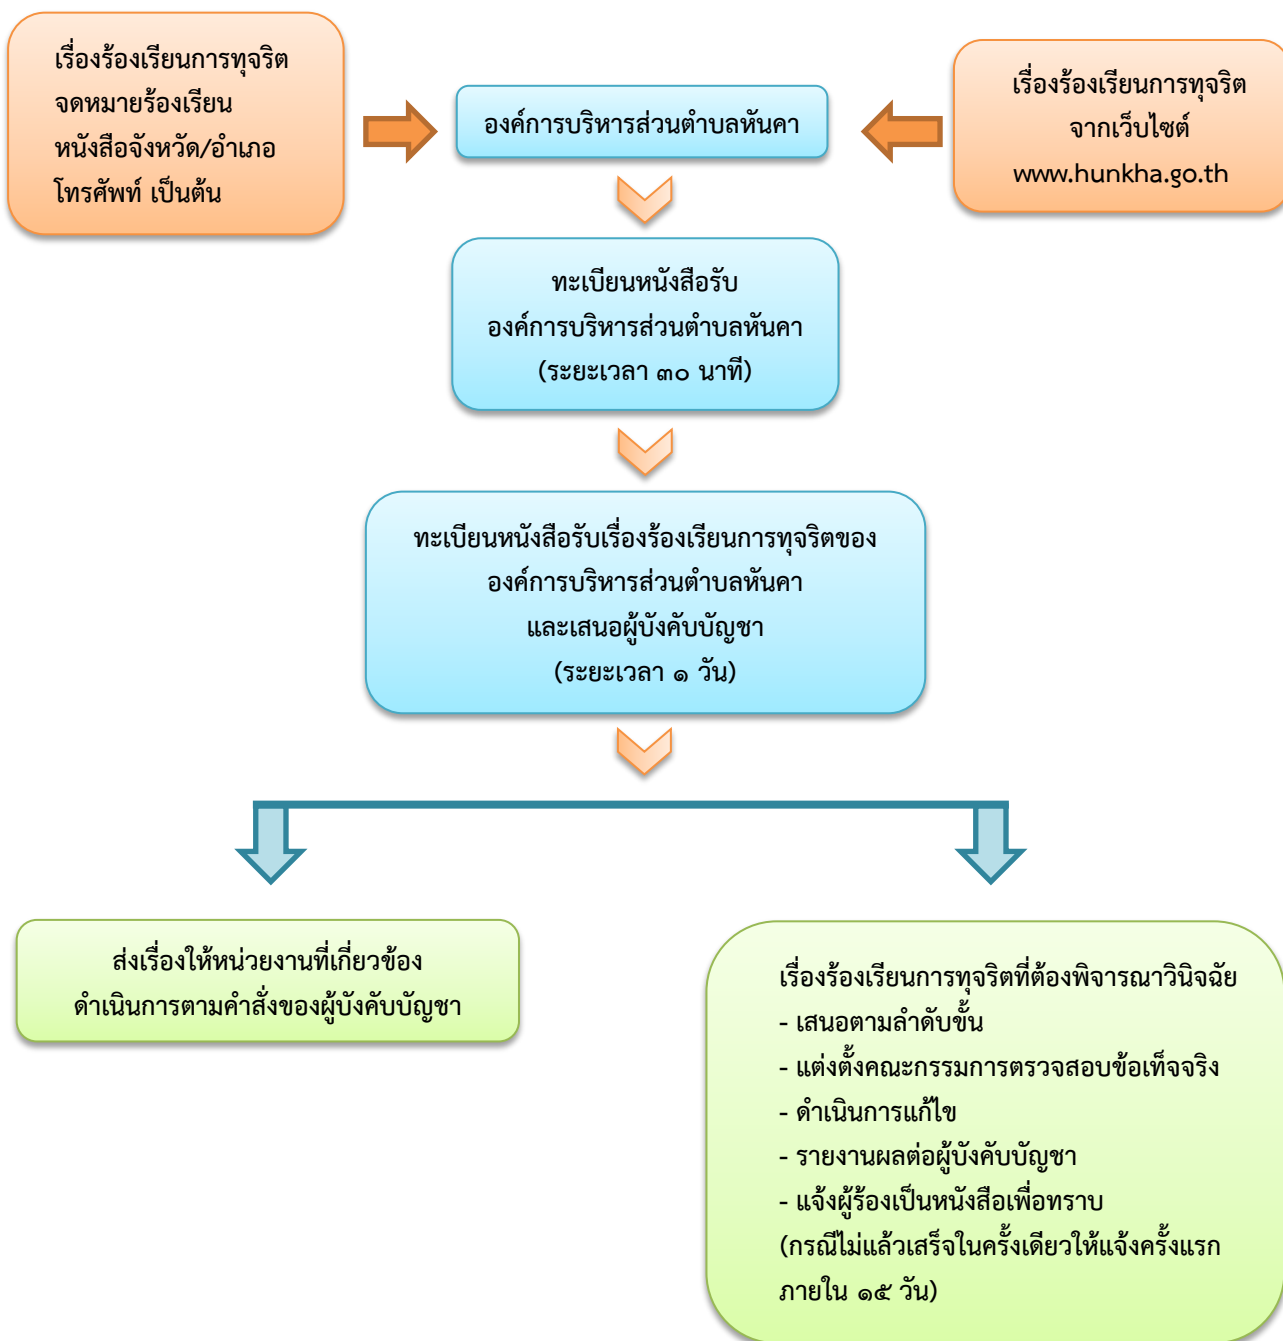 เรื่องร้องเรียนการทุจริต
จดหมายร้องเรียน
หนังสือจังหวัด/อำเภอ
โทรศัพท์ เป็นต้น
องค์การบริหารส่วนตำบลหันคา
เรื่องร้องเรียนการทุจริต
จากเว็บไซต์
www.hunkha.go.th
ทะเบียนหนังสือรับ
องค์การบริหารส่วนตำบลหันคา
(ระยะเวลา ๓๐ นาที)
ทะเบียนหนังสือรับเรื่องร้องเรียนการทุจริตของ
องค์การบริหารส่วนตำบลหันคา
และเสนอผู้บังคับบัญชา
(ระยะเวลา ๑ วัน)
ส่งเรื่องให้หน่วยงานที่เกี่ยวข้อง
ดำเนินการตามคำสั่งของผู้บังคับบัญชา
เรื่องร้องเรียนการทุจริตที่ต้องพิจารณาวินิจฉัย
- เสนอตามลำดับขั้น
- แต่งตั้งคณะกรรมการตรวจสอบข้อเท็จจริง
- ดำเนินการแก้ไข
- รายงานผลต่อผู้บังคับบัญชา
- แจ้งผู้ร้องเป็นหนังสือเพื่อทราบ
(กรณีไม่แล้วเสร็จในครั้งเดียวให้แจ้งครั้งแรก
ภายใน ๑๕ วัน)